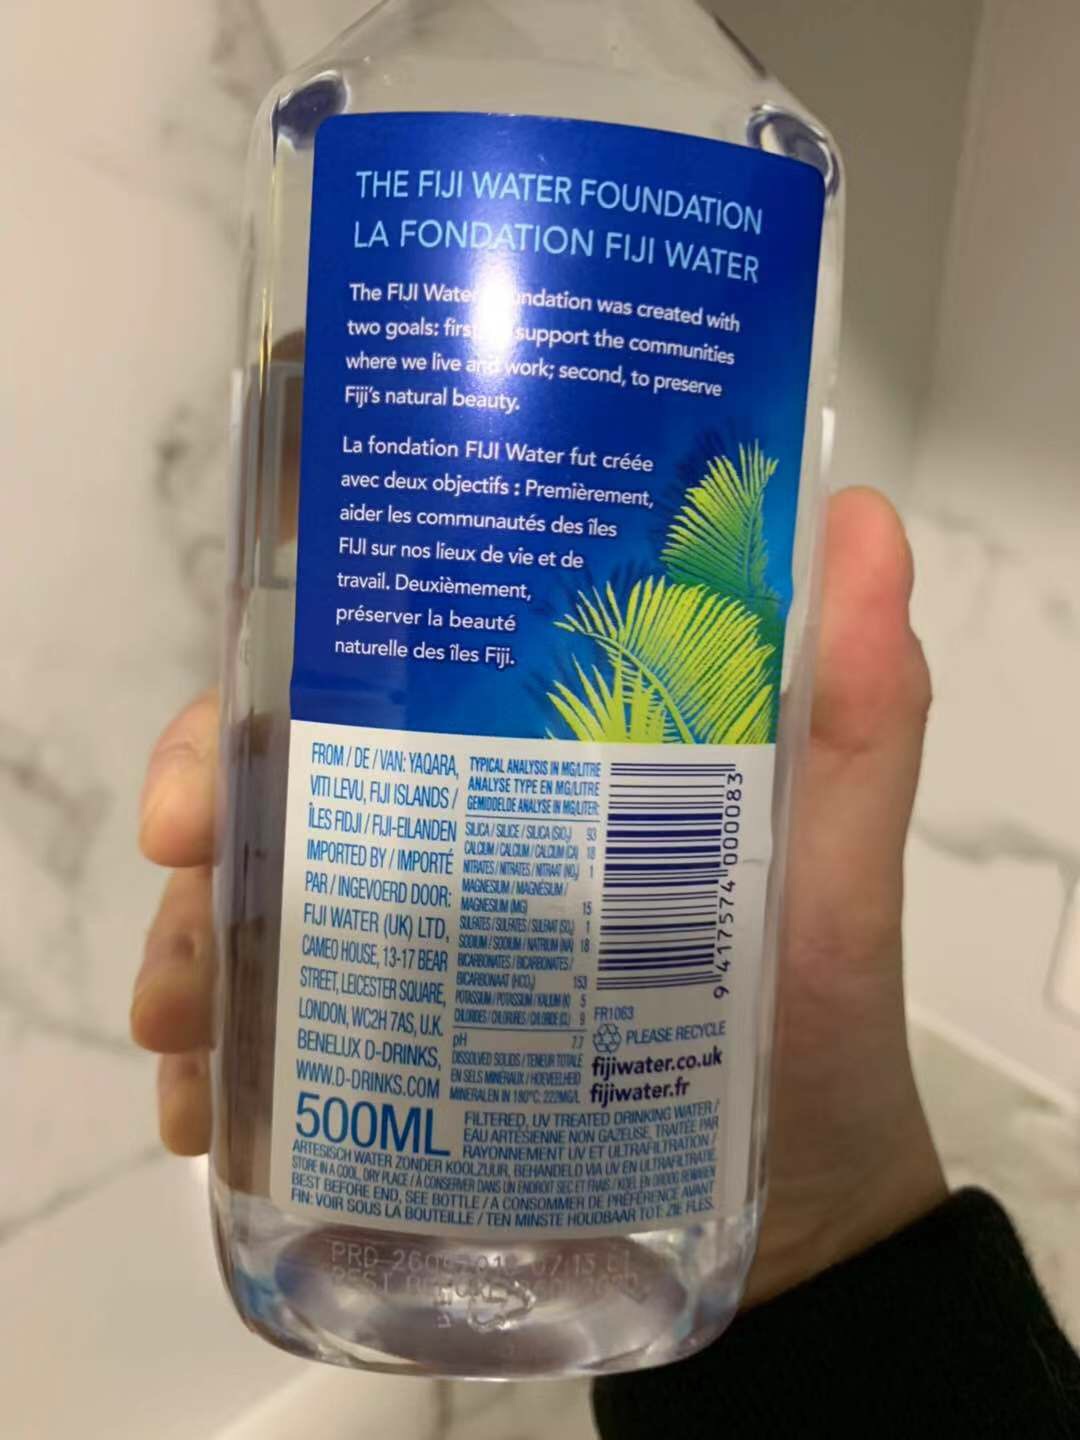 THE FIJI WATER FOUNDATION
LA FONDATION FIJI WATER
The FIJI Water Foundation was created with
two goals: first, support the communities
where we live and work; second, to preserve
Fiji's natural beauty.
La fondation FIJI Water fut créée
avec deux objectifs : Premièrement,
aider les communautés des îles
FIJI sur nos lieux de vie et de
travail. Deuxièmement,
préserver la beauté
naturelle des îles Fiji.
FROM / DE / VAN: YAQARA,
VITI LEVU, FIJI ISLANDS /
ÎLES FIDJI / FIJI-EILANDEN
IMPORTED BY / IMPORTÉ
PAR / INGEVOERD DOOR:
FIJI WATER (UK) LTD,
CAMEO HOUSE, 13-17 BEAR
STREET, LEICESTER SQUARE,
LONDON, WC2H 7AS, U.K.
BENELUX D-DRINKS,
WWW.D-DRINKS.COM
500ML
TYPICAL ANALYSIS IN MG/LITRE
ANALYSE TYPE EN MG/LITRE
GEMIDDELDE ANALYSE IN MG/LITER:
SILICA / SILICE / SILICA (SIO2) 93
CALCIUM / CALCIUM / CALCIUM (CA) 18
NITRATES / NITRATES / NITRAAT (NO3) 1
MAGNESIUM / MAGNÉSIUM /
MAGNESIUM (MG) 15
SULFATES / SULFATES / SULFAAT (SO4) 1
SODIUM / SODIUM / NATRIUM (NA) 18
BICARBONATES / BICARBONATES /
BICARBONAAT (HCO3) 153
POTASSIUM / POTASSIUM / KALIUM (K) 5
CHLORIDES / CHLORURES / CHLORIDE (CL) 9
pH 7.7
DISSOLVED SOLIDS / TENEUR TOTALE
EN SELS MINÉRAUX / HOEVEELHEID
MINERALEN IN 180°C: 222MG/L
9 417574 000083
FR1063
PLEASE RECYCLE
fijiwater.co.uk
fijiwater.fr
FILTERED, UV TREATED DRINKING WATER /
EAU ARTÉSIENNE NON GAZEUSE, TRAITÉE PAR
RAYONNEMENT UV ET ULTRAFILTRATION /
ARTESISCH WATER ZONDER KOOLZUUR, BEHANDELD VIA UV EN ULTRAFILTRATIE.
STORE IN A COOL, DRY PLACE / À CONSERVER DANS UN ENDROIT SEC ET FRAIS / KOEL EN DROOG BEWAREN
BEST BEFORE END, SEE BOTTLE / À CONSOMMER DE PRÉFÉRENCE AVANT
FIN: VOIR SOUS LA BOUTEILLE / TEN MINSTE HOUDBAAR TOT: ZIE FLES.
PRD